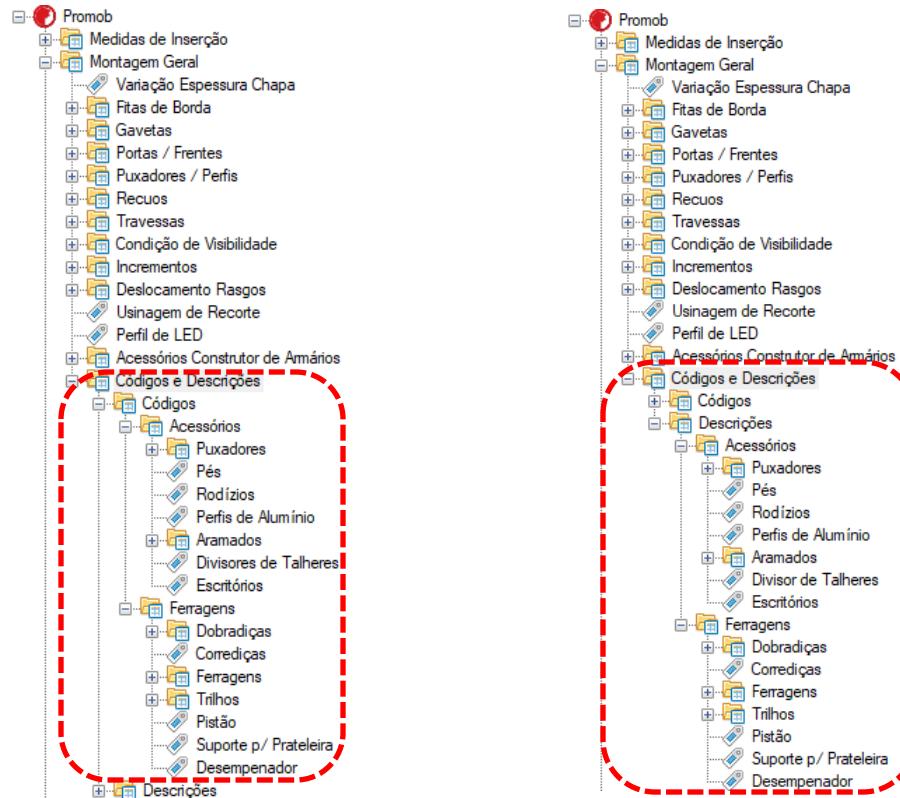 Promob
Medidas de Inserção
Montagem Geral
Variação Espessura Chapa
Fitas de Borda
Gavetas
Portas / Frentes
Puxadores / Perfis
Recuos
Travessas
Condição de Visibilidade
Incrementos
Deslocamento Rasgos
Usinagem de Recorte
Perfil de LED
Acessórios Construtor de Armários
Códigos e Descrições
Códigos
Acessórios
Puxadores
Pés
Rodízios
Perfis de Alumínio
Aramados
Divisores de Talheres
Escritórios
Ferragens
Dobradiças
Corrediças
Ferragens
Trilhos
Pistão
Suporte p/ Prateleira
Desempenador
Descrições
Promob
Medidas de Inserção
Montagem Geral
Variação Espessura Chapa
Fitas de Borda
Gavetas
Portas / Frentes
Puxadores / Perfis
Recuos
Travessas
Condição de Visibilidade
Incrementos
Deslocamento Rasgos
Usinagem de Recorte
Perfil de LED
Acessórios Construtor de Armários
Códigos e Descrições
Códigos
Descrições
Acessórios
Puxadores
Pés
Rodízios
Perfis de Alumínio
Aramados
Divisor de Talheres
Escritórios
Ferragens
Dobradiças
Corrediças
Ferragens
Trilhos
Pistão
Suporte p/ Prateleira
Desempenador